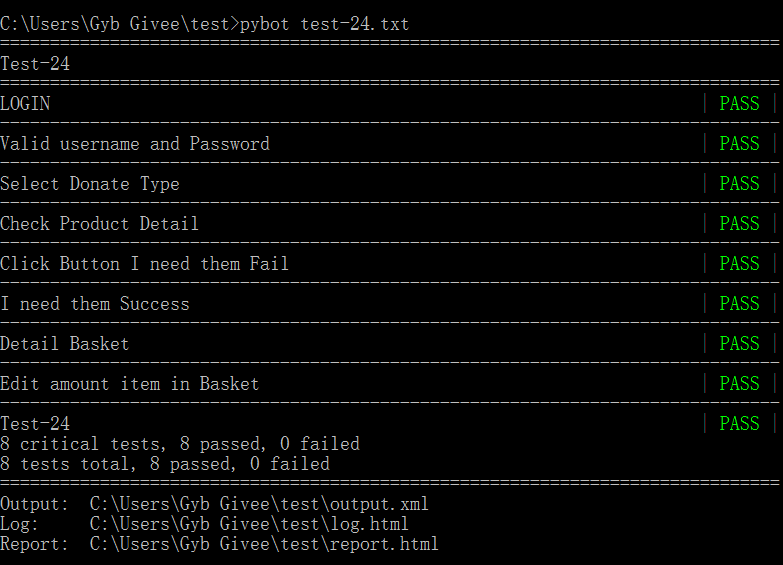 C:\Users\Gyb Givee\test>pybot test-24.txt
==============================================================================
Test-24
==============================================================================
LOGIN | PASS |
------------------------------------------------------------------------------
Valid username and Password | PASS |
------------------------------------------------------------------------------
Select Donate Type | PASS |
------------------------------------------------------------------------------
Check Product Detail | PASS |
------------------------------------------------------------------------------
Click Button I need them Fail | PASS |
------------------------------------------------------------------------------
I need them Success | PASS |
------------------------------------------------------------------------------
Detail Basket | PASS |
------------------------------------------------------------------------------
Edit amount item in Basket | PASS |
------------------------------------------------------------------------------
Test-24 | PASS |
8 critical tests, 8 passed, 0 failed
8 tests total, 8 passed, 0 failed
==============================================================================
Output:  C:\Users\Gyb Givee\test\output.xml
Log:     C:\Users\Gyb Givee\test\log.html
Report:  C:\Users\Gyb Givee\test\report.html